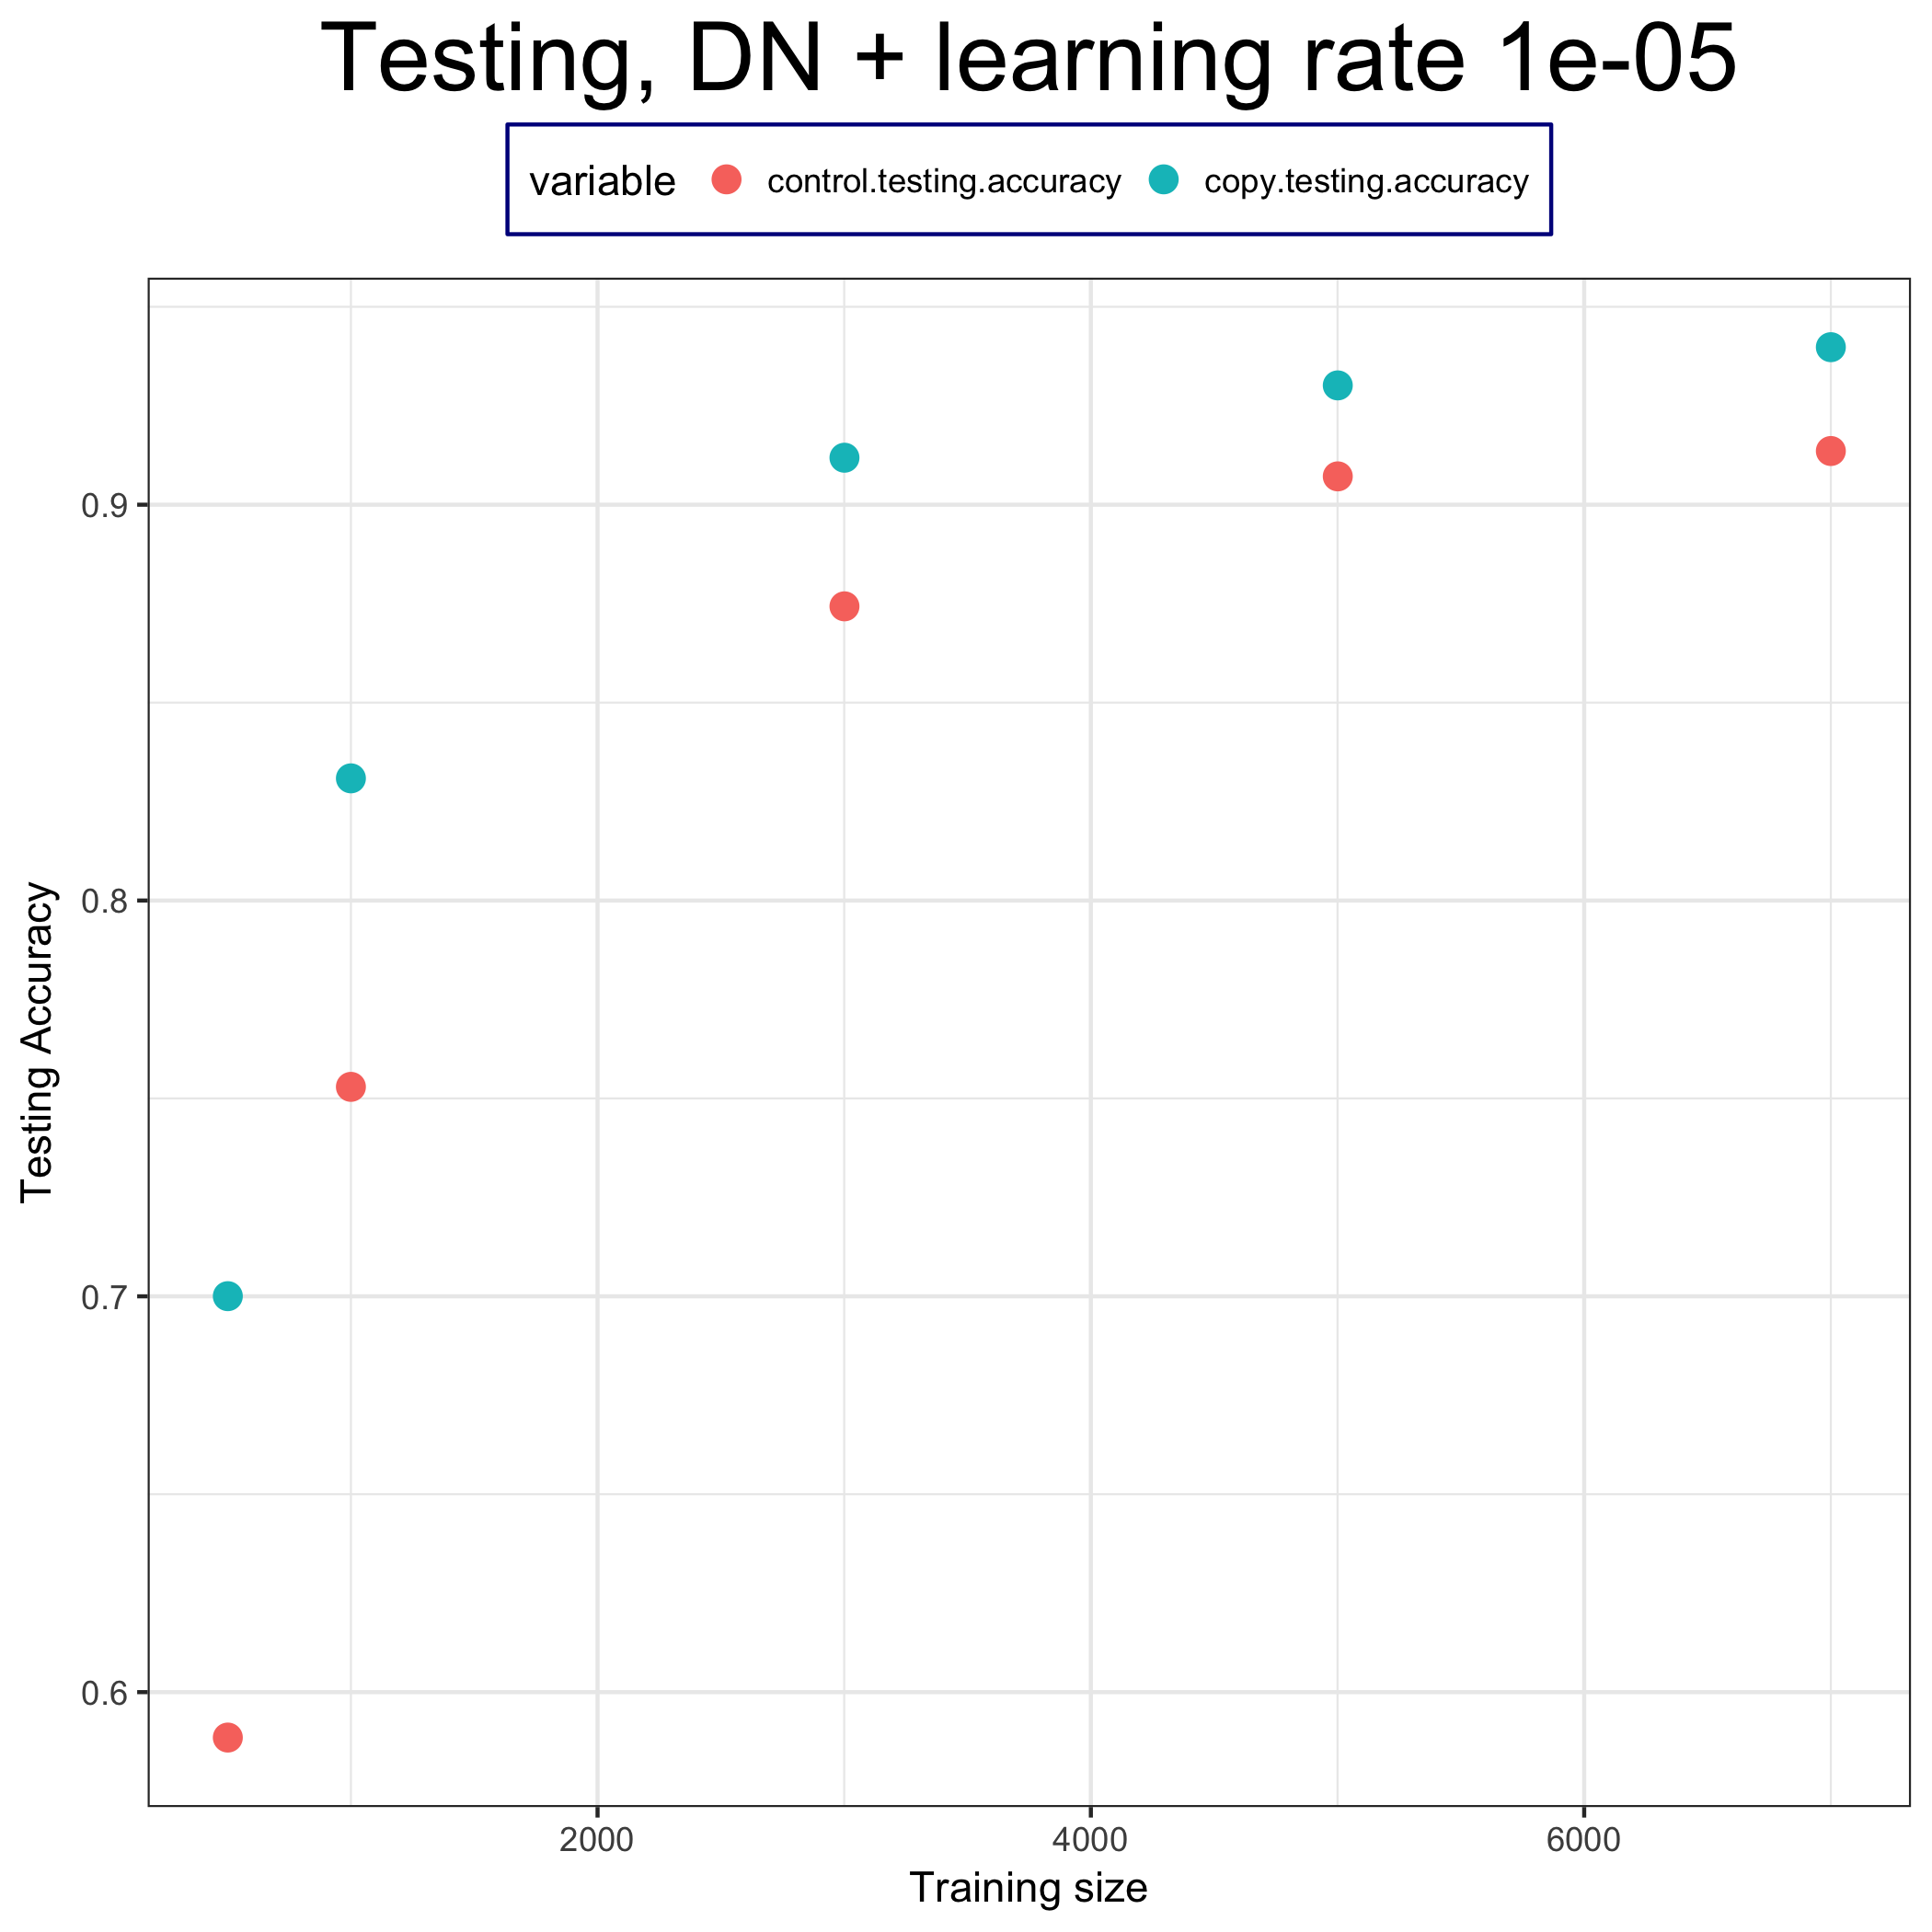 Testing, DN + learning rate 1e-05
variable control.testing.accuracy copy.testing.accuracy
Testing Accuracy
0.9
0.8
0.7
0.6
2000 4000 6000
Training size